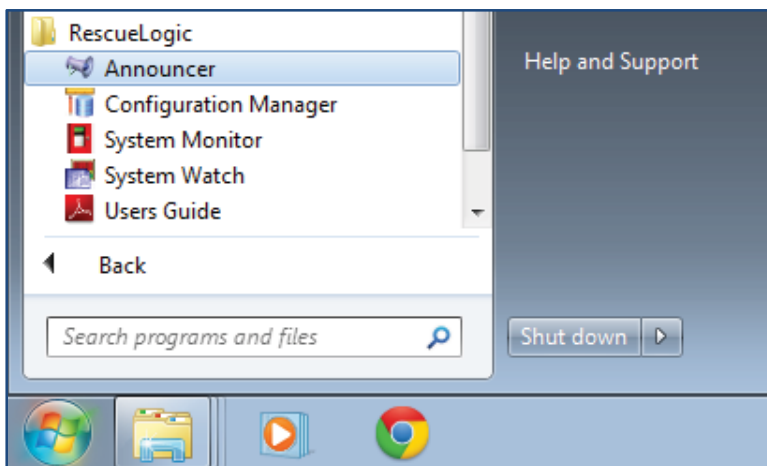 RescueLogic
Announcer
Configuration Manager
System Monitor
System Watch
Users Guide
Back
Search programs and files
Help and Support
Shut down